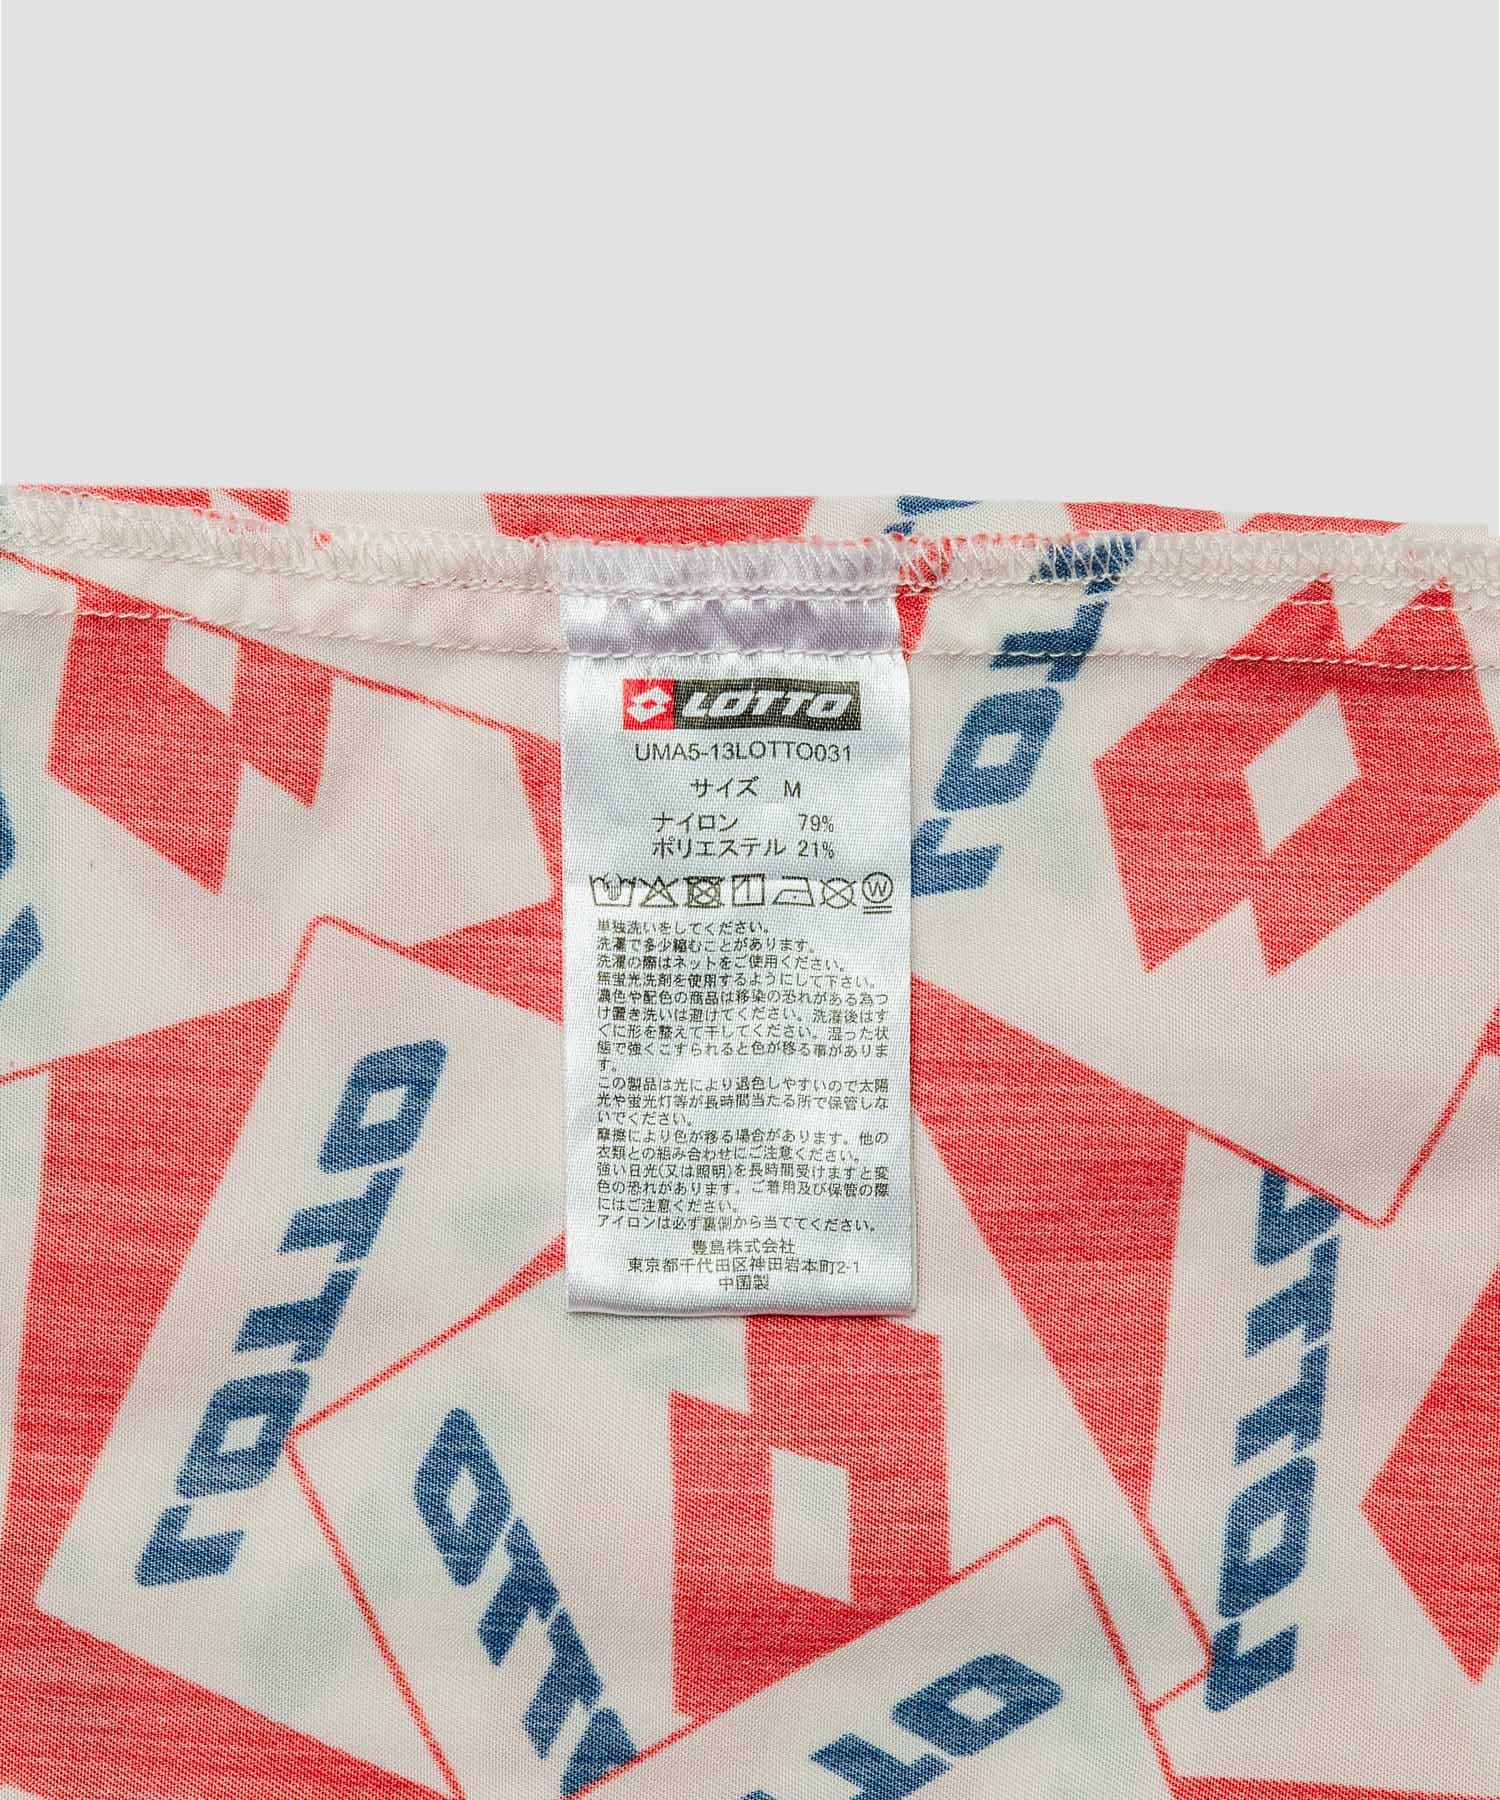 LOTTO
UMA5-13LOTTO031
サイズ M
ナイロン 79%
ポリエステル 21%
W
単独洗いをしてください。
洗濯で多少縮むことがあります。
洗濯の際はネットをご使用ください。
無蛍光洗剤を使用するようにして下さい。
濃色や配色の商品は移染の恐れがある為つ
け置き洗いは避けてください。洗濯後はす
ぐに形を整えて干してください。湿った状
態で強くこすられると色が移る事がありま
す。
この製品は光により退色しやすいので太陽
光や蛍光灯等が長時間当たる所で保管しな
いでください。
摩擦により色が移る場合があります。他の
衣類との組み合わせにご注意ください。
強い日光(又は照明)を長時間受けますと変
色の恐れがあります。ご着用及び保管の際
にはご注意ください。
アイロンは必ず裏側から当ててください。
豊島株式会社
東京都千代田区神田岩本町2-1
中国製
LOTTO
LOTTO
LOTTO
LOTTO
LOTTO